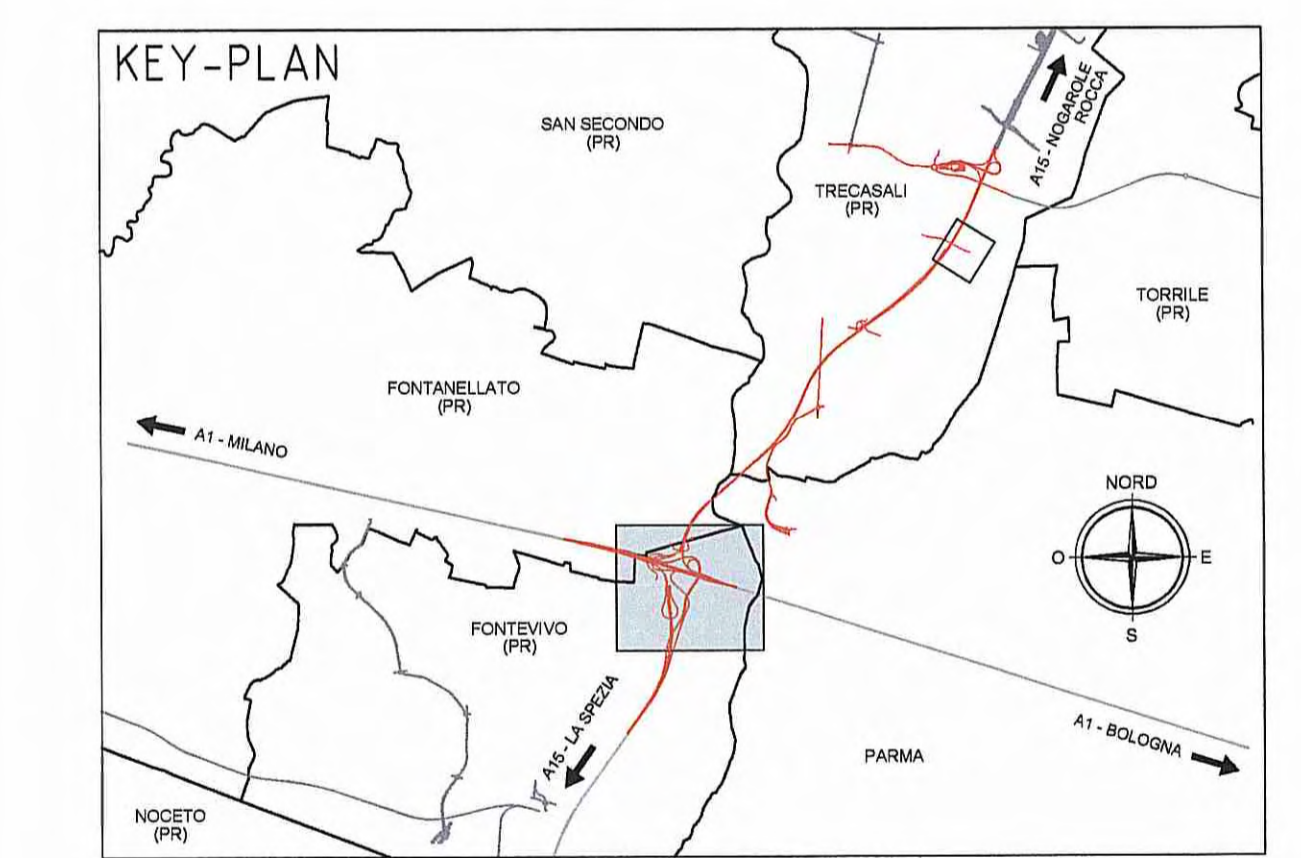 KEY-PLAN
SAN SECONDO
(PR)
A15 - NOGAROLE
ROCCA
TRECASALI
(PR)
TORRILE
(PR)
FONTANELLATO
(PR)
A1 - MILANO
NORD
O
E
S
FONTEVIVO
(PR)
A15 - LA SPEZIA
A1 - BOLOGNA
PARMA
NOCETO
(PR)